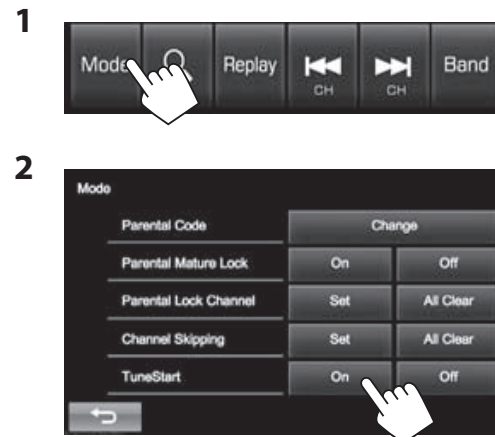 1
Mode Replay CH CH Band
2
Mode
Parental Code Change
Parental Mature Lock On Off
Parental Lock Channel Set All Clear
Channel Skipping Set All Clear
TuneStart On Off